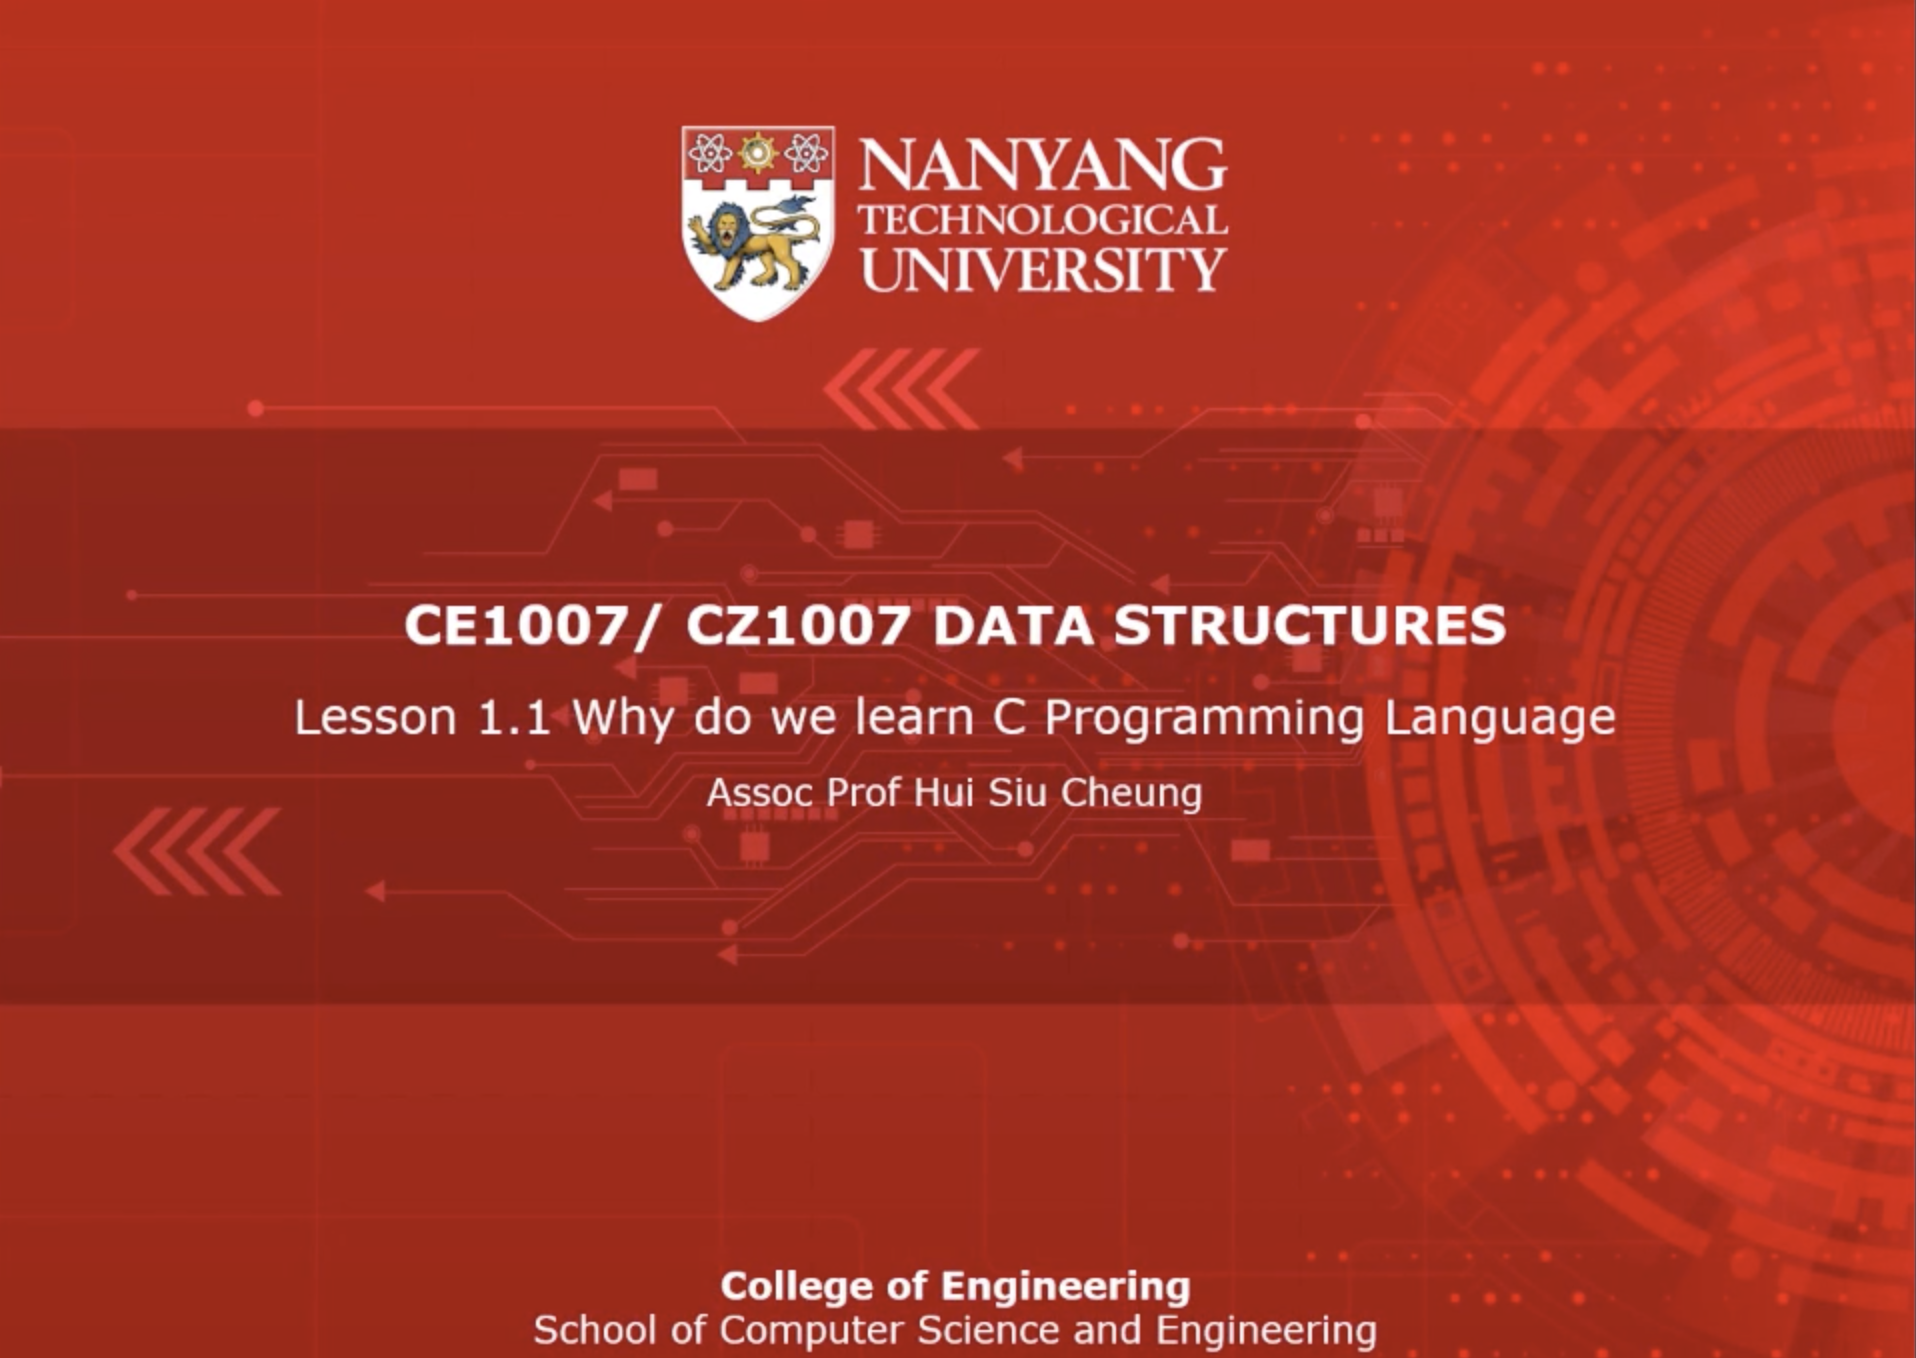 NANYANG
TECHNOLOGICAL
UNIVERSITY
CE1007/ CZ1007 DATA STRUCTURES
Lesson 1.1 Why do we learn C Programming Language
Assoc Prof Hui Siu Cheung
College of Engineering
School of Computer Science and Engineering